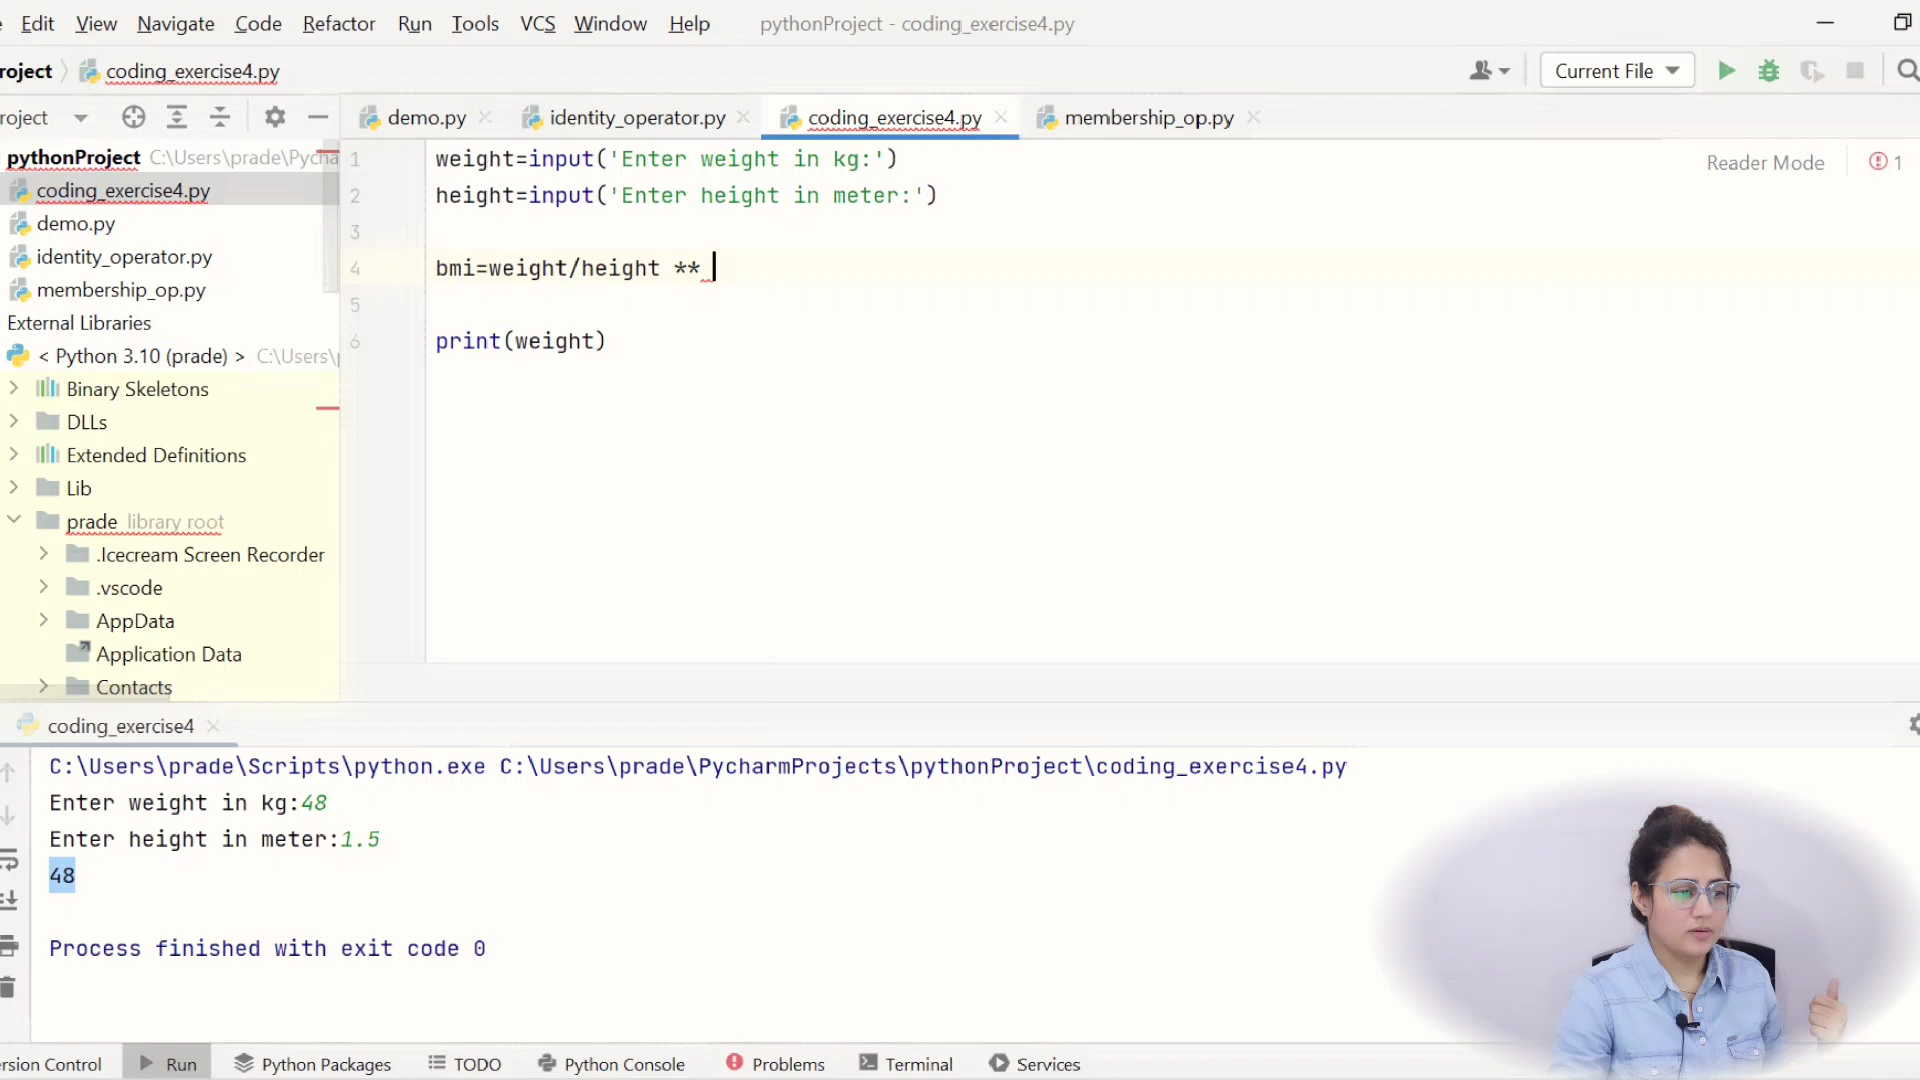 Edit View Navigate Code Refactor Run Tools VCS Window Help pythonProject - coding_exercise4.py
roject coding_exercise4.py Current File
roject demo.py identity_operator.py coding_exercise4.py membership_op.py
pythonProject C:\Users\prade\Pycha
coding_exercise4.py
demo.py
identity_operator.py
membership_op.py
External Libraries
< Python 3.10 (prade) > C:\Users\
Binary Skeletons
DLLs
Extended Definitions
Lib
prade library root
.Icecream Screen Recorder
.vscode
AppData
Application Data
Contacts
1 weight=input('Enter weight in kg:')
2 height=input('Enter height in meter:')
3
4 bmi=weight/height **
5
6 print(weight)
Reader Mode 1
coding_exercise4
C:\Users\prade\Scripts\python.exe C:\Users\prade\PycharmProjects\pythonProject\coding_exercise4.py
Enter weight in kg:48
Enter height in meter:1.5
48
Process finished with exit code 0
ersion Control Run Python Packages TODO Python Console Problems Terminal Services